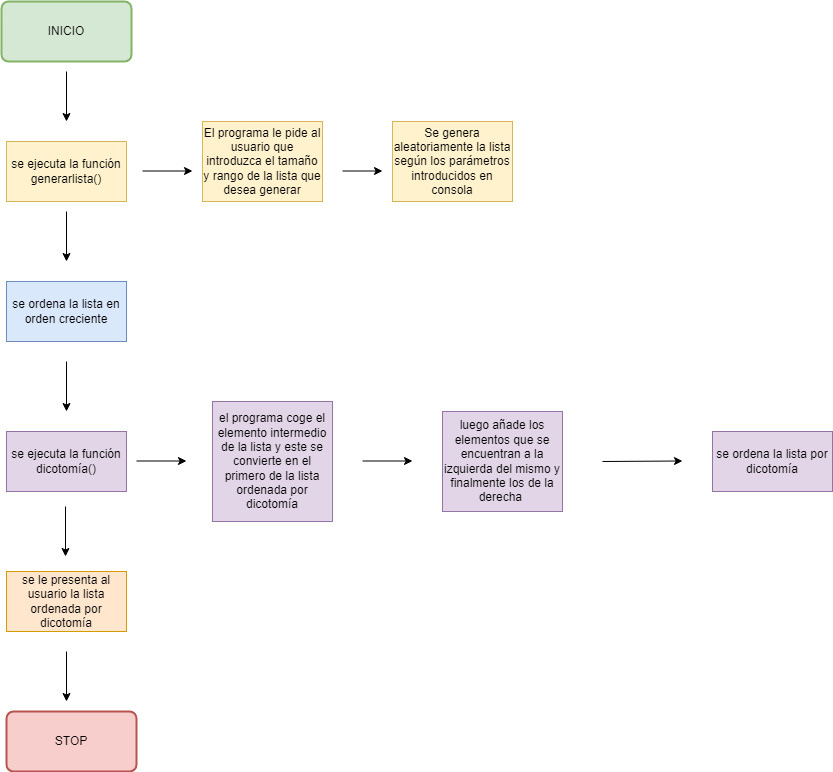 INICIO
se ejecuta la función
generarlista()
El programa le pide al
usuario que
introduzca el tamaño
y rango de la lista que
desea generar
Se genera
aleatoriamente la lista
según los parámetros
introducidos en
consola
se ordena la lista en
orden creciente
se ejecuta la función
dicotomía()
el programa coge el
elemento intermedio
de la lista y este se
convierte en el
primero de la lista
ordenada por
dicotomía
luego añade los
elementos que se
encuentran a la
izquierda del mismo y
finalmente los de la
derecha
se ordena la lista por
dicotomía
se le presenta al
usuario la lista
ordenada por
dicotomía
STOP